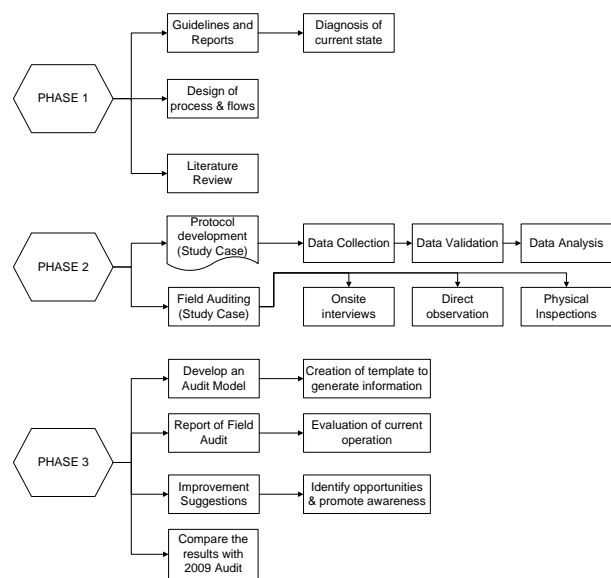 Guidelines and
Reports
Diagnosis of
current state
PHASE 1
Design of
process & flows
Literature
Review
Protocol
development
(Study Case)
Data Collection
Data Validation
Data Analysis
PHASE 2
Field Auditing
(Study Case)
Onsite
interviews
Direct
observation
Physical
Inspections
Develop an
Audit Model
Creation of template to
generate information
Report of Field
Audit
Evaluation of current
operation
PHASE 3
Improvement
Suggestions
Identify opportunities
& promote awareness
Compare the
results with
2009 Audit